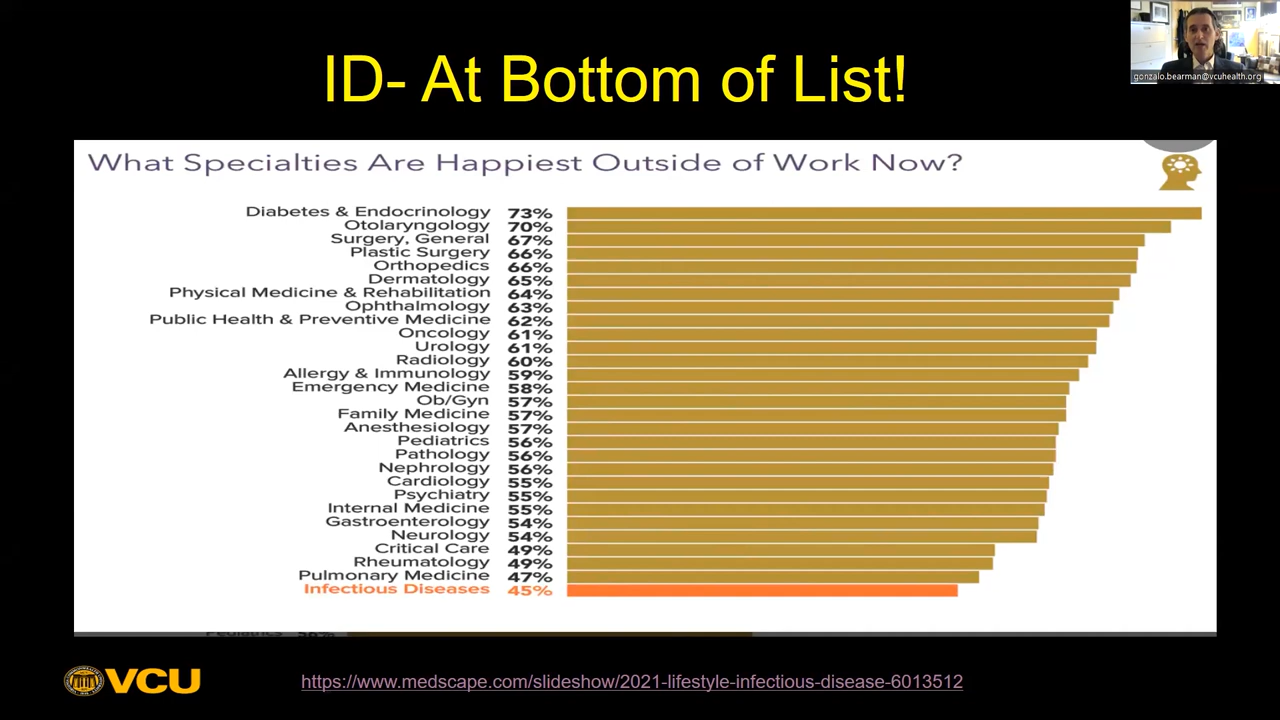 gonzalo.bearman@vcuhealth.org
ID- At Bottom of List!
What Specialties Are Happiest Outside of Work Now?
Diabetes & Endocrinology 73%
Otolaryngology 70%
Surgery, General 67%
Plastic Surgery 66%
Orthopedics 66%
Dermatology 65%
Physical Medicine & Rehabilitation 64%
Ophthalmology 63%
Public Health & Preventive Medicine 62%
Oncology 61%
Urology 61%
Radiology 60%
Allergy & Immunology 59%
Emergency Medicine 58%
Ob/Gyn 57%
Family Medicine 57%
Anesthesiology 57%
Pediatrics 56%
Pathology 56%
Nephrology 56%
Cardiology 55%
Psychiatry 55%
Internal Medicine 55%
Gastroenterology 54%
Neurology 54%
Critical Care 49%
Rheumatology 49%
Pulmonary Medicine 47%
Infectious Diseases 45%
VCU
https://www.medscape.com/slideshow/2021-lifestyle-infectious-disease-6013512